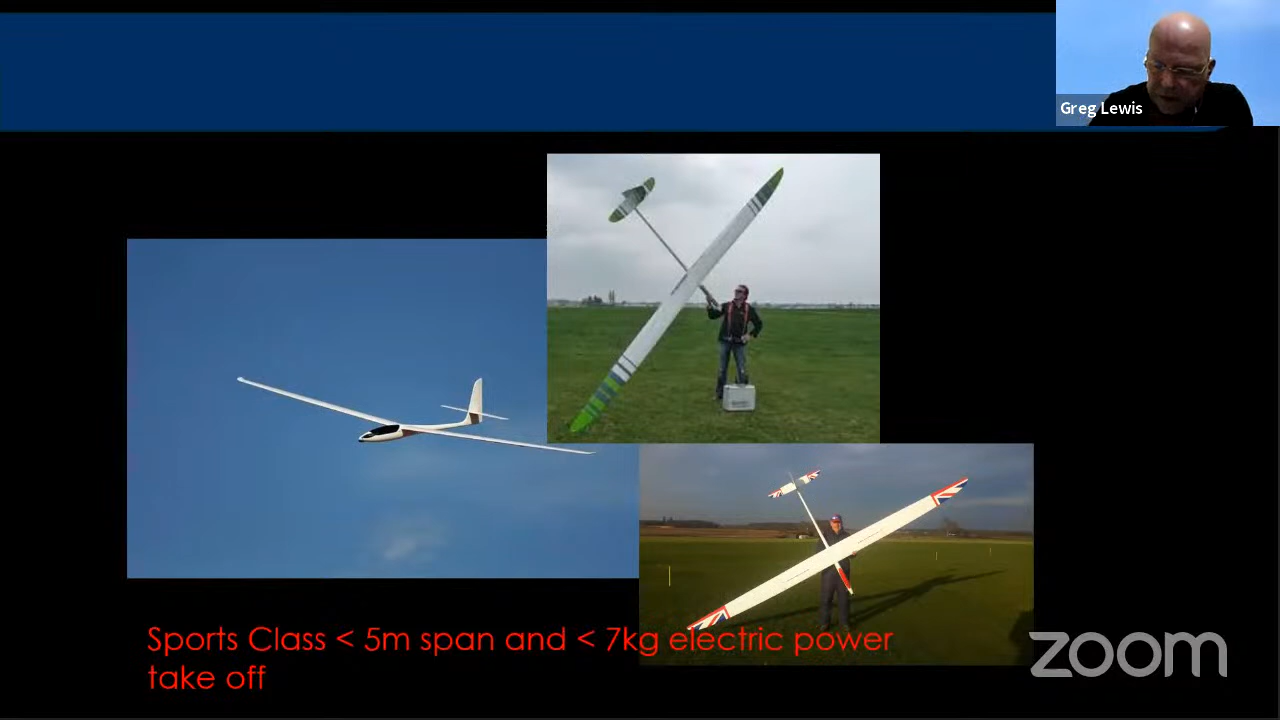 Greg Lewis
Sports Class < 5m span and < 7kg electric power
take off
zoom